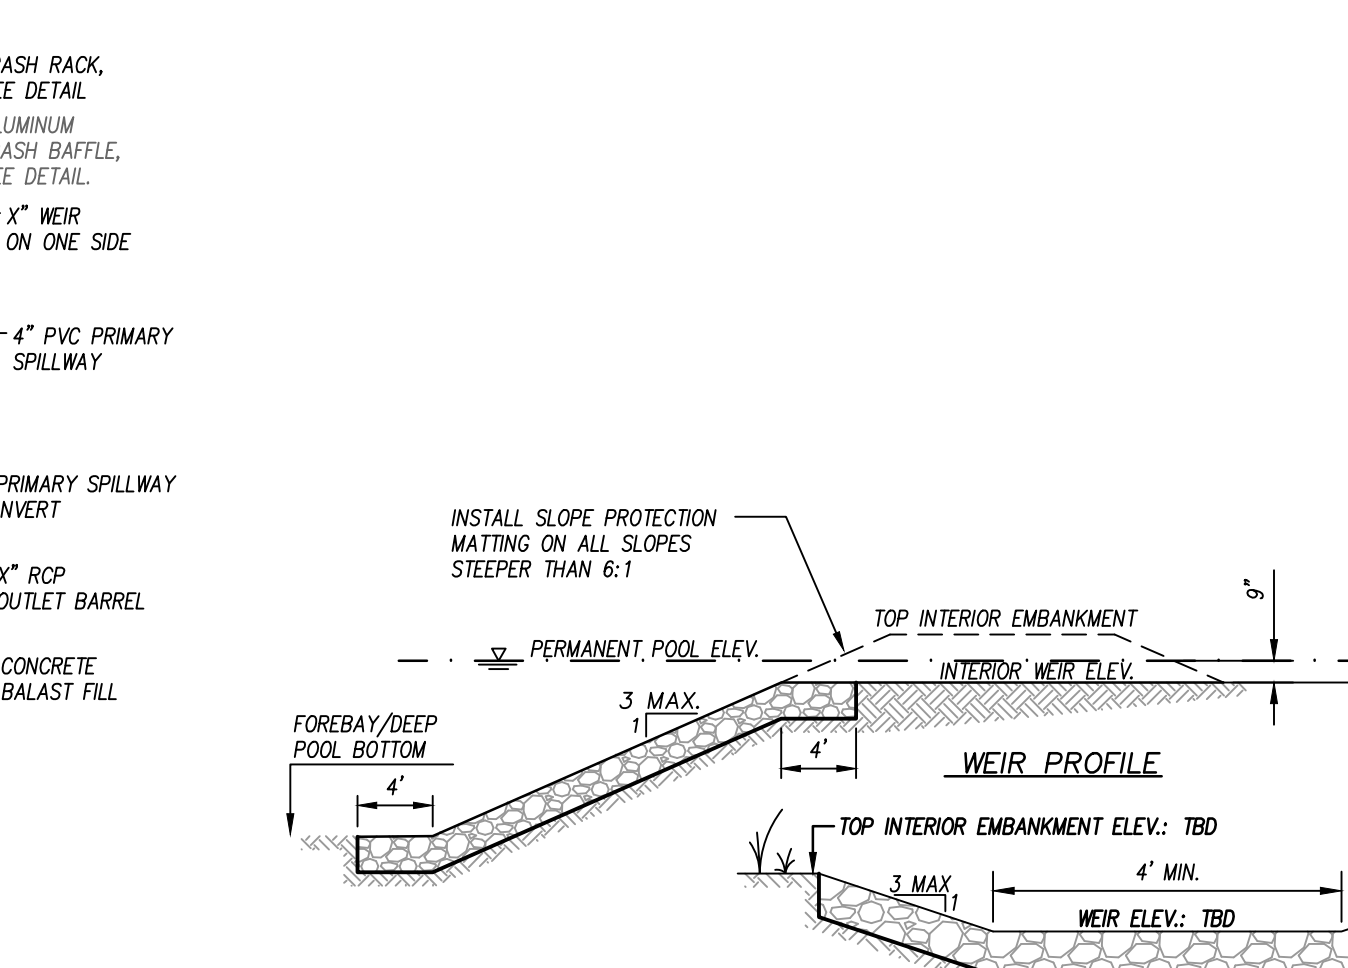 ASH RACK,
EE DETAIL
LUMINUM
ASH BAFFLE,
EE DETAIL.
X" WEIR
ON ONE SIDE
4" PVC PRIMARY
SPILLWAY
PRIMARY SPILLWAY
NVERT
X" RCP
OUTLET BARREL
CONCRETE
BALAST FILL
INSTALL SLOPE PROTECTION
MATTING ON ALL SLOPES
STEEPER THAN 6:1
9"
TOP INTERIOR EMBANKMENT
PERMANENT POOL ELEV.
INTERIOR WEIR ELEV.
3 MAX.
1
FOREBAY/DEEP
POOL BOTTOM
4'
4'
WEIR PROFILE
TOP INTERIOR EMBANKMENT ELEV.: TBD
3 MAX
1
4' MIN.
WEIR ELEV.: TBD